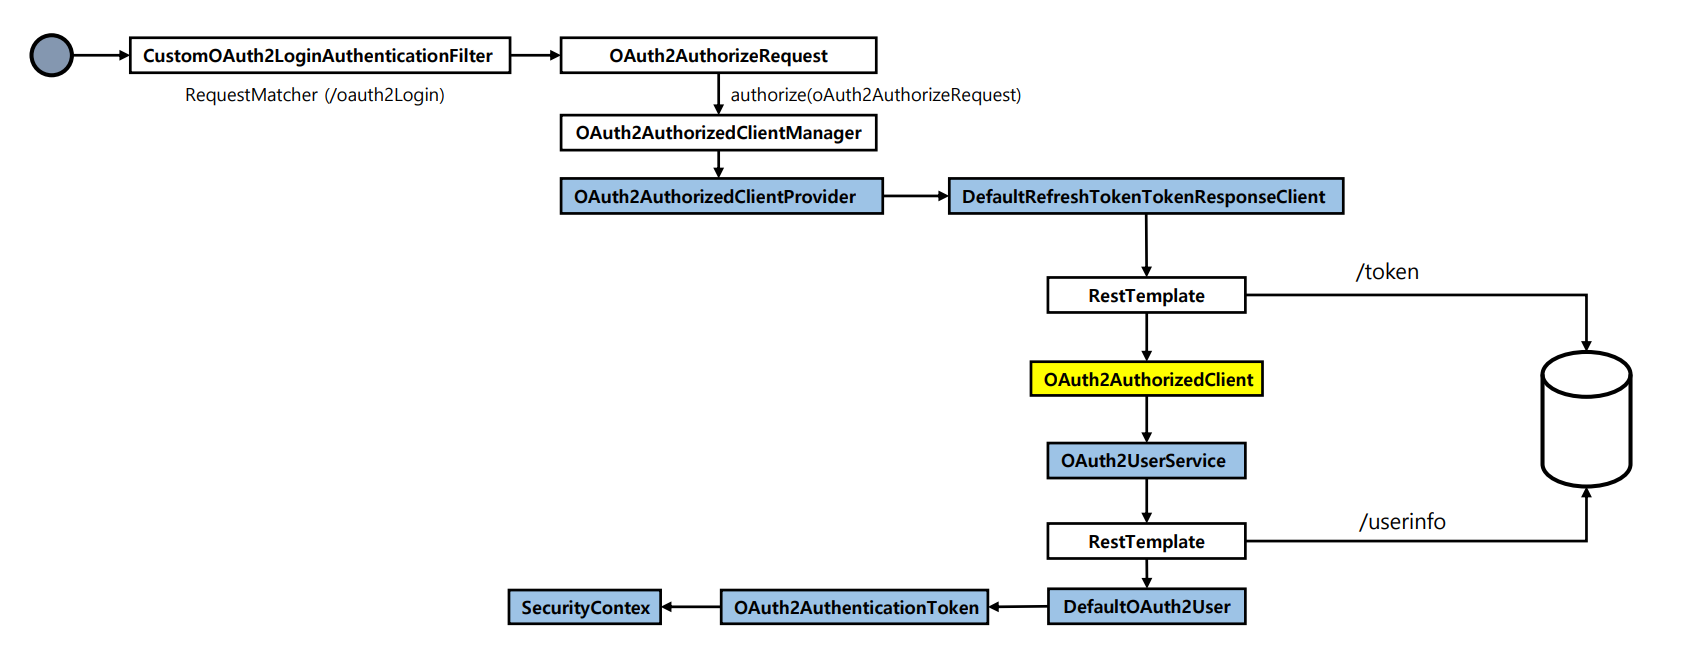 CustomOAuth2LoginAuthenticationFilter
OAuth2AuthorizeRequest
RequestMatcher (/oauth2Login)
authorize(oAuth2AuthorizeRequest)
OAuth2AuthorizedClientManager
OAuth2AuthorizedClientProvider
DefaultRefreshTokenTokenResponseClient
/token
RestTemplate
OAuth2AuthorizedClient
OAuth2UserService
/userinfo
RestTemplate
SecurityContex
OAuth2AuthenticationToken
DefaultOAuth2User